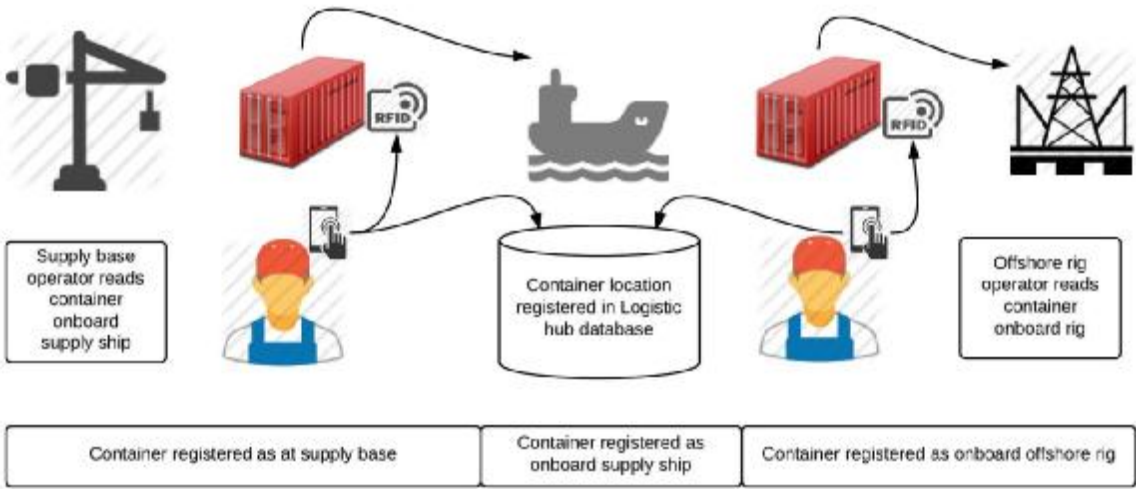 RFID
RFID
Supply base
operator reads
container
onboard
supply ship
Container location
registered in Logistic
hub database
Offshore rig
operator reads
container
onboard rig
Container registered as at supply base
Container registered as
onboard supply ship
Container registered as onboard offshore rig